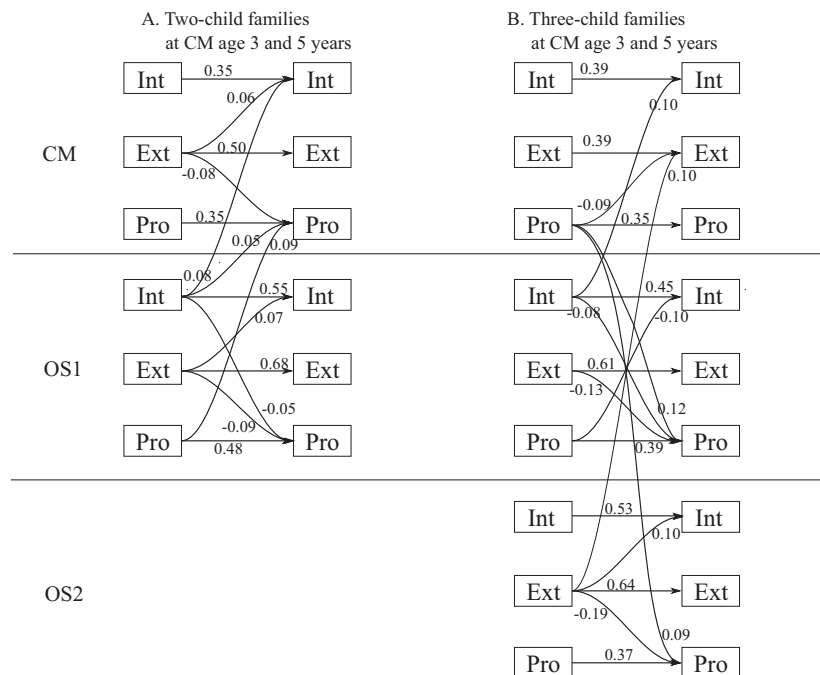 A. Two-child families
at CM age 3 and 5 years
B. Three-child families
at CM age 3 and 5 years
Int 0.35 Int
0.06
Ext 0.50 Ext
-0.08
Pro 0.35 Pro
0.05 0.09
CM
Int 0.39 Int
0.10
Ext 0.39 Ext
0.10
-0.09
Pro 0.35 Pro
0.08
Int 0.55 Int
0.07
Ext 0.68 Ext
-0.05
-0.09
Pro 0.48 Pro
OS1
Int 0.45 Int
-0.08 -0.10
Ext 0.61 Ext
-0.13
0.12
Pro 0.39 Pro
OS2
Int 0.53 Int
0.10
Ext 0.64 Ext
-0.19
0.09
Pro 0.37 Pro